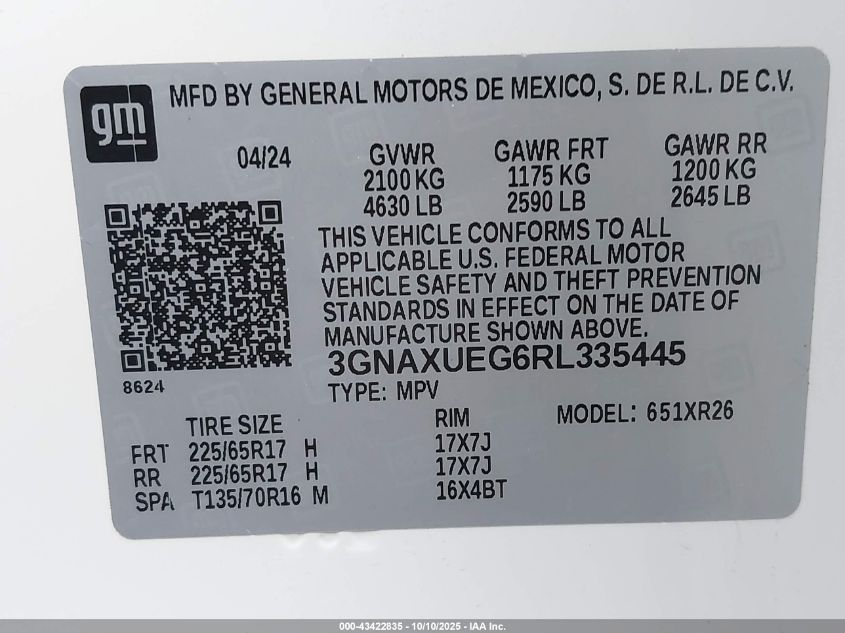 gm
MFD BY GENERAL MOTORS DE MEXICO, S. DE R.L. DE C.V.
04/24 GVWR GAWR FRT GAWR RR
2100 KG 1175 KG 1200 KG
4630 LB 2590 LB 2645 LB
THIS VEHICLE CONFORMS TO ALL
APPLICABLE U.S. FEDERAL MOTOR
VEHICLE SAFETY AND THEFT PREVENTION
STANDARDS IN EFFECT ON THE DATE OF
MANUFACTURE SHOWN ABOVE.
3GNAXUEG6RL335445
8624
TYPE: MPV
TIRE SIZE RIM MODEL: 651XR26
FRT 225/65R17 H 17X7J
RR 225/65R17 H 17X7J
SPA T135/70R16 M 16X4BT
000-43422835 - 10/10/2025 - IAA Inc.